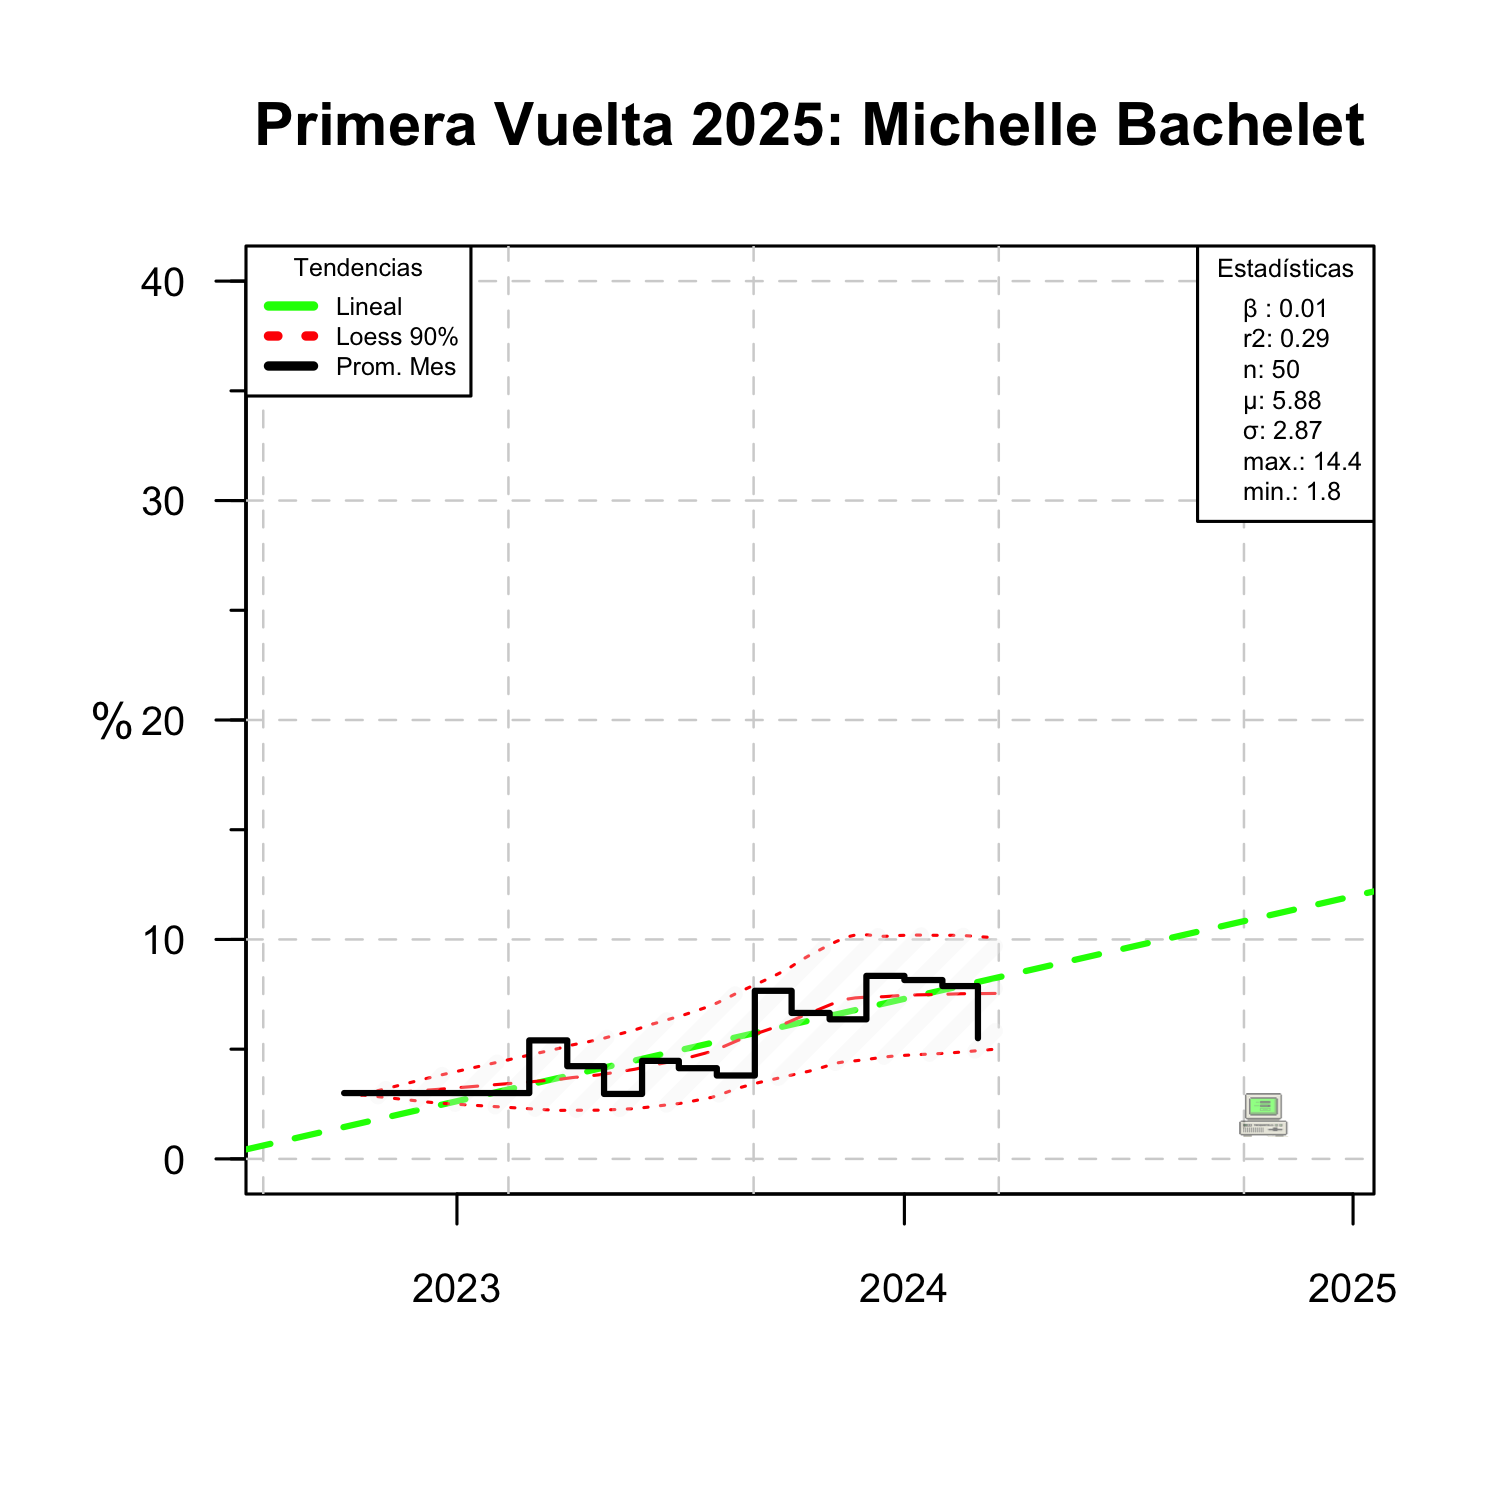 Primera Vuelta 2025: Michelle Bachelet
Tendencias
Lineal
Loess 90%
Prom. Mes
Estadísticas
β : 0.01
r2: 0.29
n: 50
μ: 5.88
σ: 2.87
max.: 14.4
min.: 1.8
40
30
% 20
10
0
2023 2024 2025